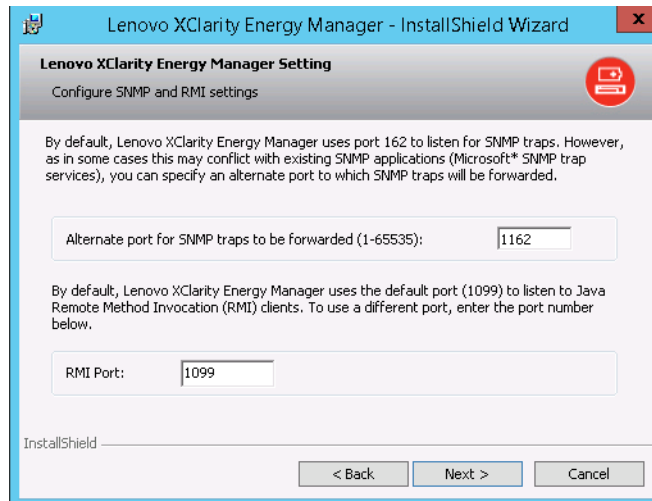 Lenovo XClarity Energy Manager - InstallShield Wizard
x
Lenovo XClarity Energy Manager Setting
Configure SNMP and RMI settings
By default, Lenovo XClarity Energy Manager uses port 162 to listen for SNMP traps. However,
as in some cases this may conflict with existing SNMP applications (Microsoft* SNMP trap
services), you can specify an alternate port to which SNMP traps will be forwarded.
Alternate port for SNMP traps to be forwarded (1-65535): 1162
By default, Lenovo XClarity Energy Manager uses the default port (1099) to listen to Java
Remote Method Invocation (RMI) clients. To use a different port, enter the port number
below.
RMI Port: 1099
InstallShield
< Back Next > Cancel